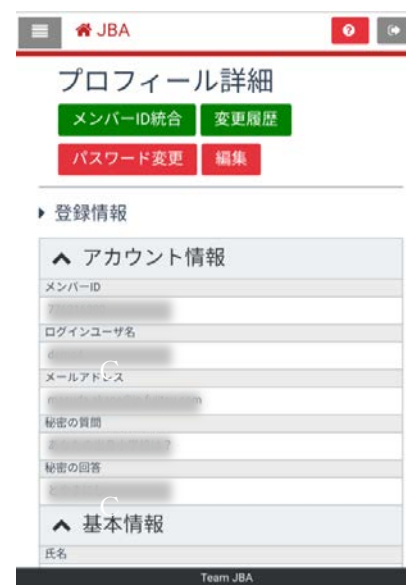 JBA
プロフィール詳細
メンバーID統合 変更履歴
パスワード変更 編集
登録情報
アカウント情報
メンバーID
ログインユーザ名
メールアドレス
秘密の質問
秘密の回答
基本情報
氏名
Team JBA